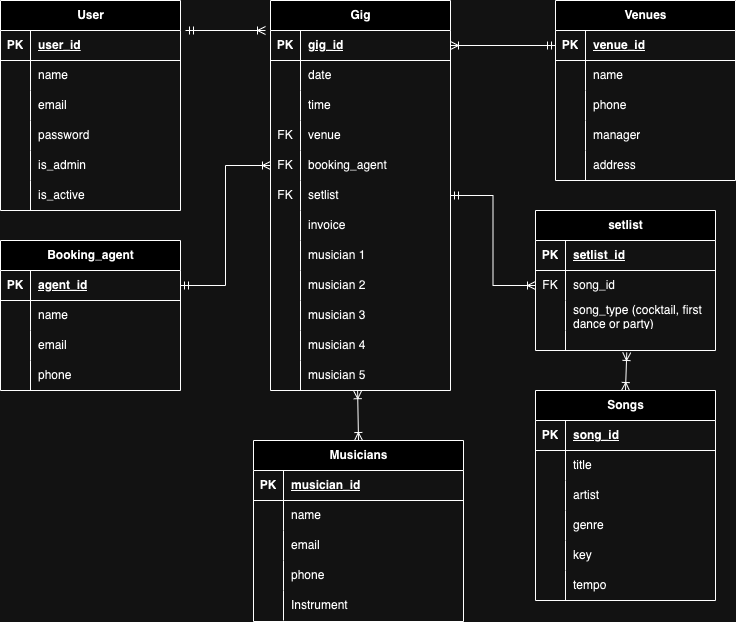 User
PK user_id
name
email
password
is_admin
is_active
Gig
PK gig_id
date
time
FK venue
FK booking_agent
FK setlist
invoice
musician 1
musician 2
musician 3
musician 4
musician 5
Venues
PK venue_id
name
phone
manager
address
Booking_agent
PK agent_id
name
email
phone
setlist
PK setlist_id
FK song_id
song_type (cocktail, first
dance or party)
Musicians
PK musician_id
name
email
phone
Instrument
Songs
PK song_id
title
artist
genre
key
tempo